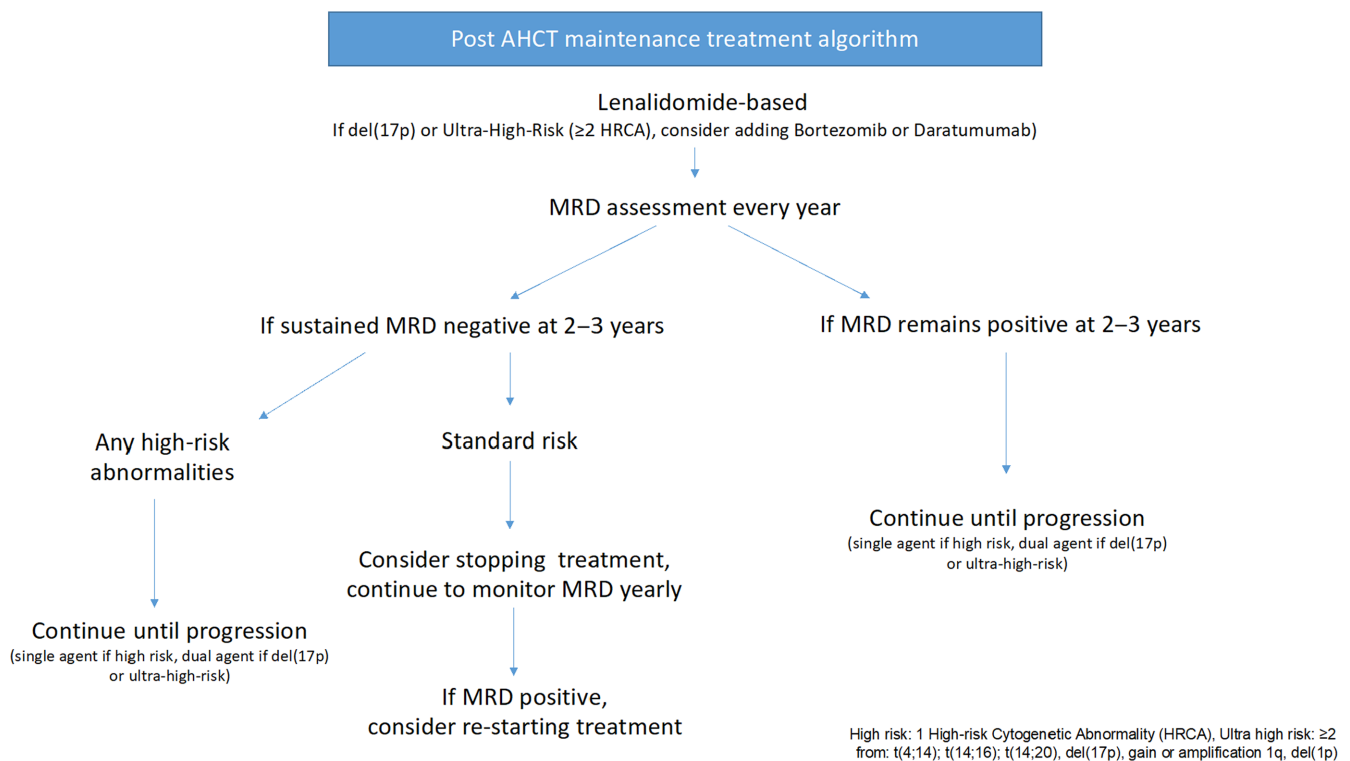 Post AHCT maintenance treatment algorithm
Lenalidomide-based
If del(17p) or Ultra-High-Risk (≥2 HRCA), consider adding Bortezomib or Daratumumab)
MRD assessment every year
If sustained MRD negative at 2–3 years
If MRD remains positive at 2–3 years
Any high-risk
abnormalities
Standard risk
Continue until progression
(single agent if high risk, dual agent if del(17p)
or ultra-high-risk)
Consider stopping treatment,
continue to monitor MRD yearly
Continue until progression
(single agent if high risk, dual agent if del(17p)
or ultra-high-risk)
If MRD positive,
consider re-starting treatment
High risk: 1 High-risk Cytogenetic Abnormality (HRCA), Ultra high risk: ≥2
from: t(4;14); t(14;16); t(14;20), del(17p), gain or amplification 1q, del(1p)